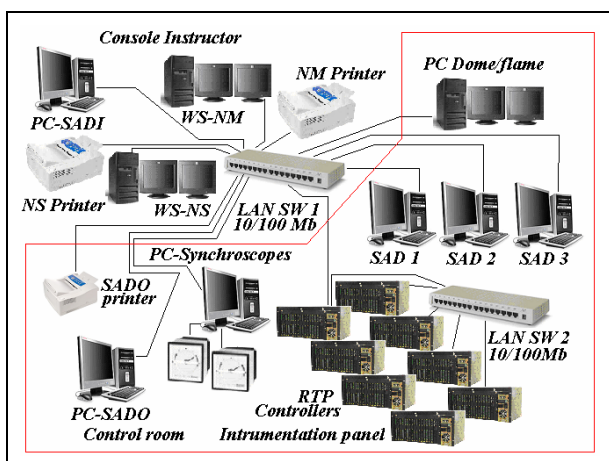 Console Instructor
NM Printer
PC Dome/flame
PC-SADI
WS-NM
NS Printer
WS-NS
LAN SW 1
10/100 Mb
SAD 1
SAD 2
SAD 3
PC-Synchroscopes
SADO
printer
LAN SW 2
10/100Mb
RTP
Controllers
PC-SADO
Control room
Intrumentation panel